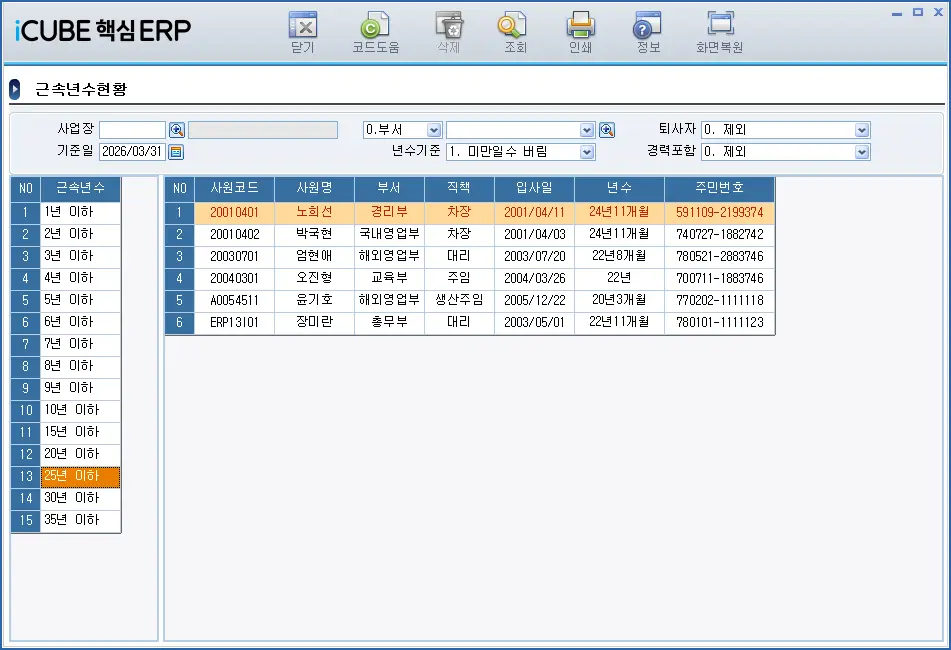 iCUBE 핵심ERP
닫기 코드도움 삭제 조회 인쇄 정보 화면복원
근속년수현황
사업장 0.부서 퇴사자 0. 제외
기준일 2026/03/31 년수기준 1. 미만일수 버림 경력포함 0. 제외
NO 근속년수
1 1년 이하
2 2년 이하
3 3년 이하
4 4년 이하
5 5년 이하
6 6년 이하
7 7년 이하
8 8년 이하
9 9년 이하
10 10년 이하
11 15년 이하
12 20년 이하
13 25년 이하
14 30년 이하
15 35년 이하
NO 사원코드 사원명 부서 직책 입사일 년수 주민번호
1 20010401 노희선 경리부 차장 2001/04/11 24년11개월 591109-2199374
2 20010402 박국현 국내영업부 차장 2001/04/03 24년11개월 740727-1882742
3 20030701 엄현애 해외영업부 대리 2003/07/20 22년8개월 780521-2883746
4 20040301 오진형 교육부 주임 2004/03/26 22년 700711-1883746
5 A0054511 윤기호 해외영업부 생산주임 2005/12/22 20년3개월 770202-1111118
6 ERP13I01 장미란 총무부 대리 2003/05/01 22년11개월 780101-1111123